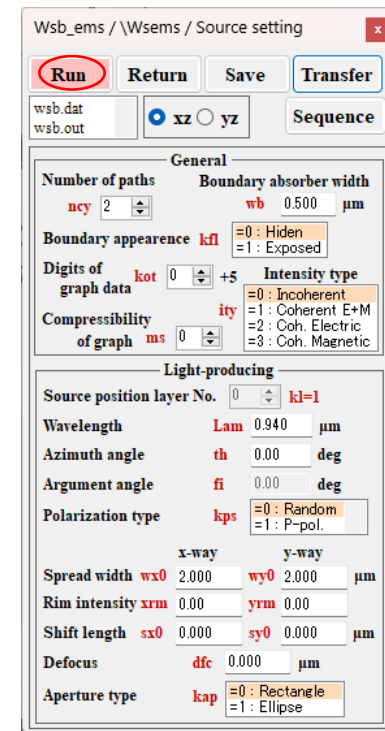 Wsb_ems / \Wsems / Source setting x
Run Return Save Transfer
wsb.dat
wsb.out
xz yz Sequence
General
Number of paths Boundary absorber width
ncy 2 wb 0.500 μm
Boundary appearence kfl =0 : Hiden
=1 : Exposed
Digits of
graph data kot 0 +5 Intensity type
Compressibility
of graph ms 0
ity =0 : Incoherent
=1 : Coherent E+M
=2 : Coh. Electric
=3 : Coh. Magnetic
Light-producing
Source position layer No. 0 kl=1
Wavelength Lam 0.940 μm
Azimuth angle th 0.00 deg
Argument angle fi 0.00 deg
Polarization type kps =0 : Random
=1 : P-pol.
x-way y-way
Spread width wx0 2.000 wy0 2.000 μm
Rim intensity xrm 0.00 yrm 0.00
Shift length sx0 0.000 sy0 0.000 μm
Defocus dfc 0.000 μm
Aperture type kap =0 : Rectangle
=1 : Ellipse